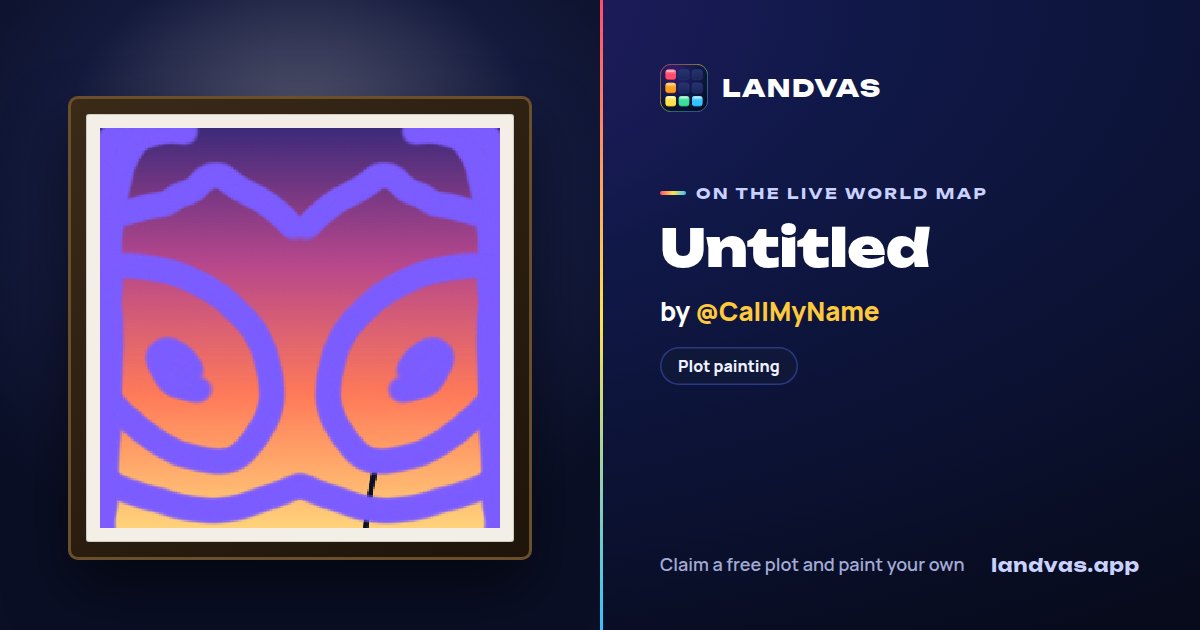 LANDVAS
ON THE LIVE WORLD MAP
Untitled
by @CallMyName
Plot painting
Claim a free plot and paint your own landvas.app